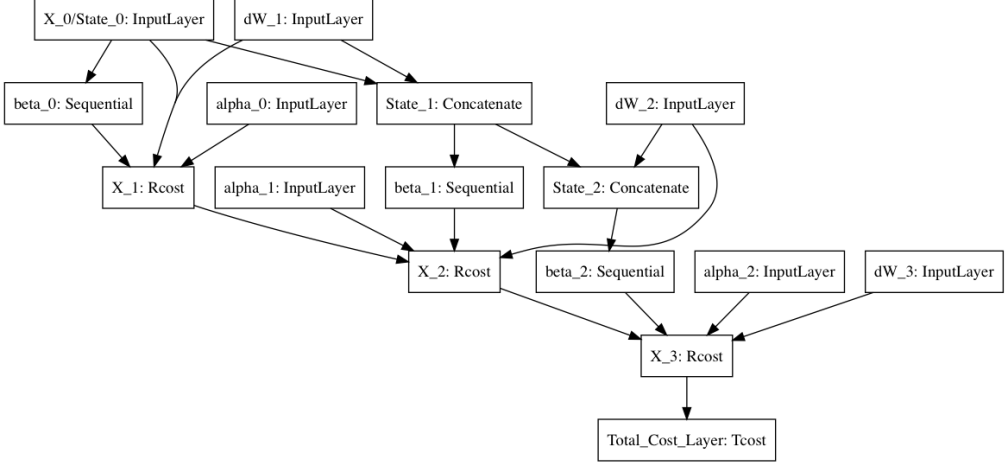 X_0/State_0: InputLayer
dW_1: InputLayer
beta_0: Sequential
alpha_0: InputLayer
State_1: Concatenate
dW_2: InputLayer
X_1: Rcost
alpha_1: InputLayer
beta_1: Sequential
State_2: Concatenate
X_2: Rcost
beta_2: Sequential
alpha_2: InputLayer
dW_3: InputLayer
X_3: Rcost
Total_Cost_Layer: Tcost